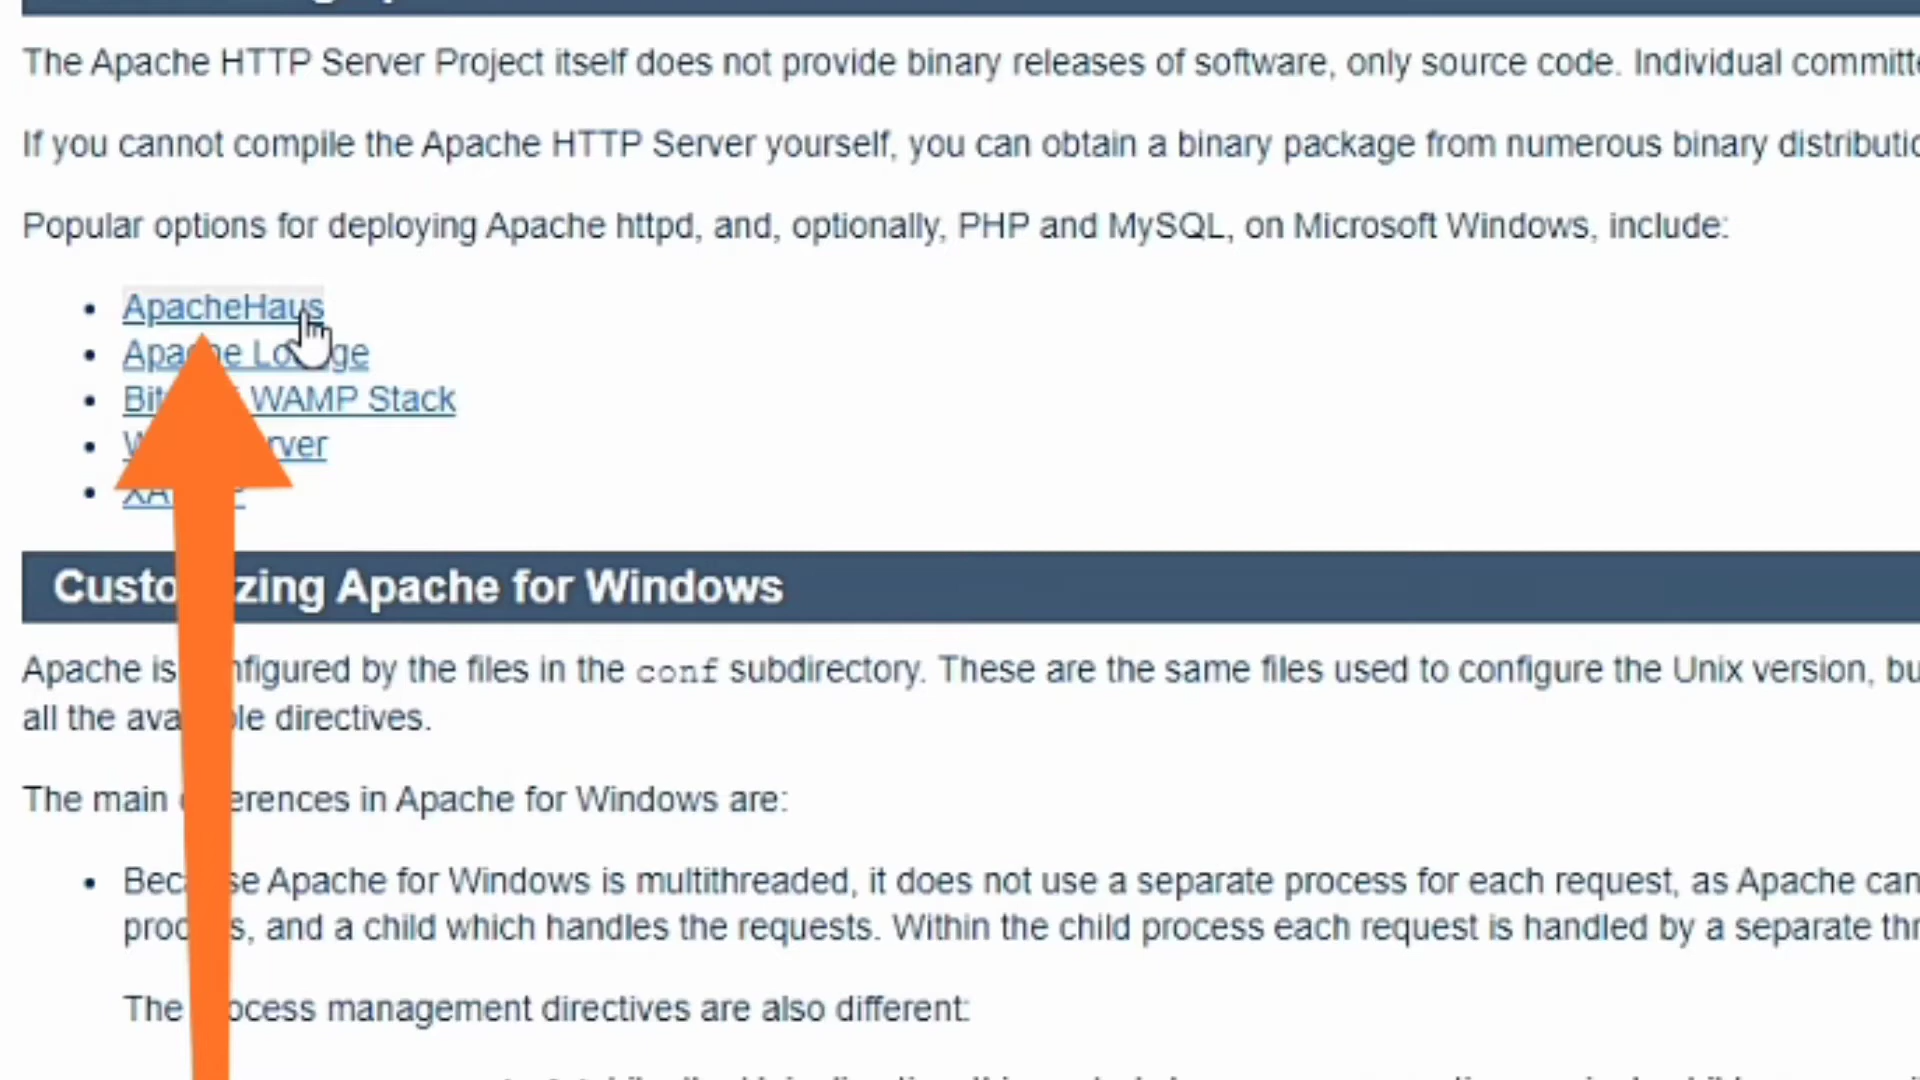 The Apache HTTP Server Project itself does not provide binary releases of software, only source code. Individual committe
If you cannot compile the Apache HTTP Server yourself, you can obtain a binary package from numerous binary distributio
Popular options for deploying Apache httpd, and, optionally, PHP and MySQL, on Microsoft Windows, include:
• ApacheHaus
• Apache Lounge
• WAMP Stack
Customizing Apache for Windows
Apache is configured by the files in the conf subdirectory. These are the same files used to configure the Unix version, bu
all the available directives.
The main differences in Apache for Windows are:
• Because Apache for Windows is multithreaded, it does not use a separate process for each request, as Apache can
process, and a child which handles the requests. Within the child process each request is handled by a separate thr
The process management directives are also different: